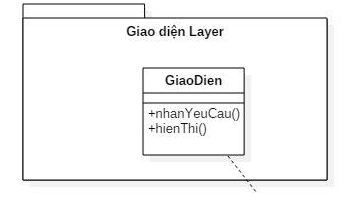 Giao diện Layer
GiaoDien
+nhanYeuCau()
+hienThi()